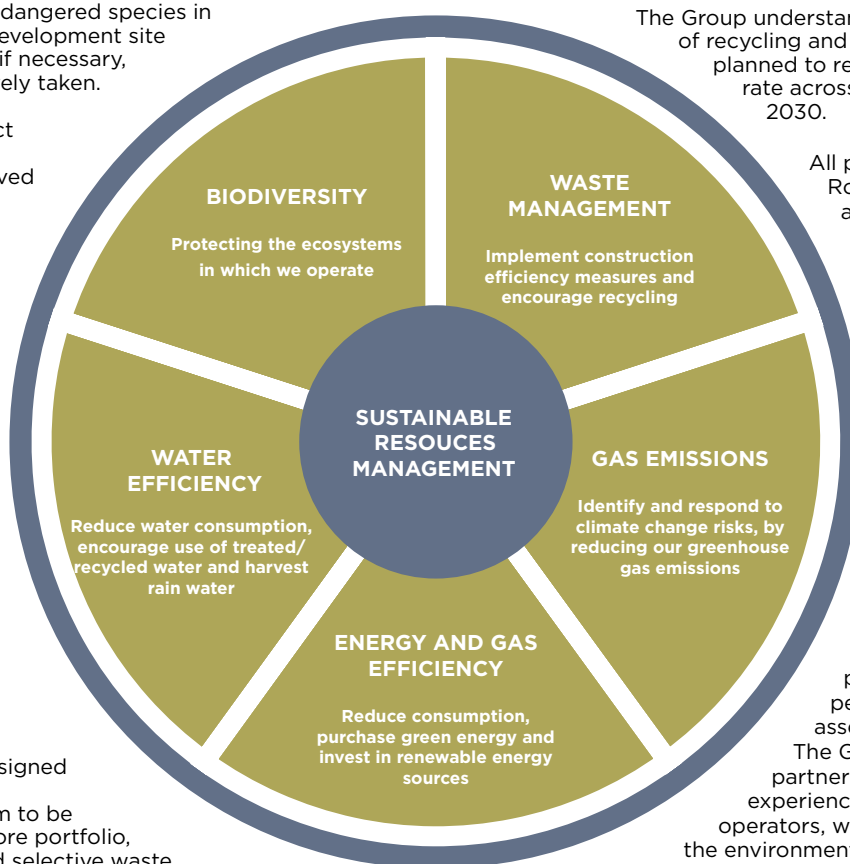 dangered species in
evelopment site
if necessary,
ely taken.
ct
ved
The Group understan
of recycling and
planned to re
rate across
2030.
All p
Ro
a
BIODIVERSITY
Protecting the ecosystems
in which we operate
WASTE
MANAGEMENT
Implement construction
efficiency measures and
encourage recycling
SUSTAINABLE
RESOUCES
MANAGEMENT
WATER
EFFICIENCY
Reduce water consumption,
encourage use of treated/
recycled water and harvest
rain water
GAS EMISSIONS
Identify and respond to
climate change risks, by
reducing our greenhouse
gas emissions
ENERGY AND GAS
EFFICIENCY
Reduce consumption,
purchase green energy and
invest in renewable energy
sources
signed
n to be
ore portfolio,
d selective waste
p
pe
asse
The G
partner
experienc
operators, w
the environment